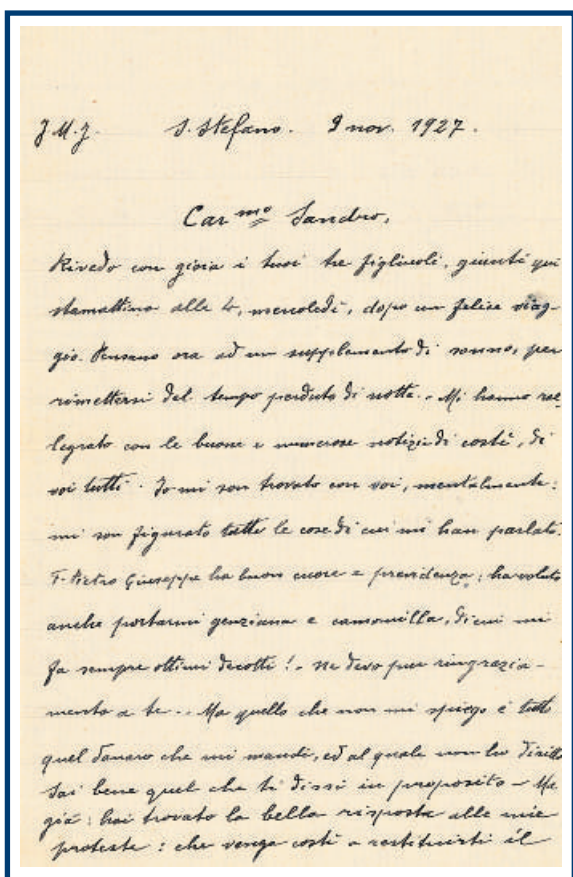 J.M.J. S. Stefano. 9 nov. 1927.
Car.mo Sandro,
Rivedo con gioia i tuoi tre figliuoli, giunti qui
stamattina alle 4, mercoledì, dopo un felice viag-
gio. Pensano ora ad un supplemento di sonno, per
rimettersi del tempo perduto di notte. - Mi hanno ral
legrato con le buone e numerose notizie di costì, di
voi tutti. Io mi son trovato con voi, mentalmente:
mi son figurato tutte le cose di cui mi han parlato.
F. Pietro Giuseppe ha buon cuore e previdenza; ha voluto
anche portarmi genziana e camomilla, di cui mi
fa sempre ottimi decotti! - Ne devo pur ringrazia-
mento a te... Ma quello che non mi spiego è tutto
quel danaro che mi mandi, ed al quale non ho diritto
Sai bene quel che ti dissi in proposito - Ma
già: hai trovato la bella risposta alle mie
proteste: che venga costì a restituirti il